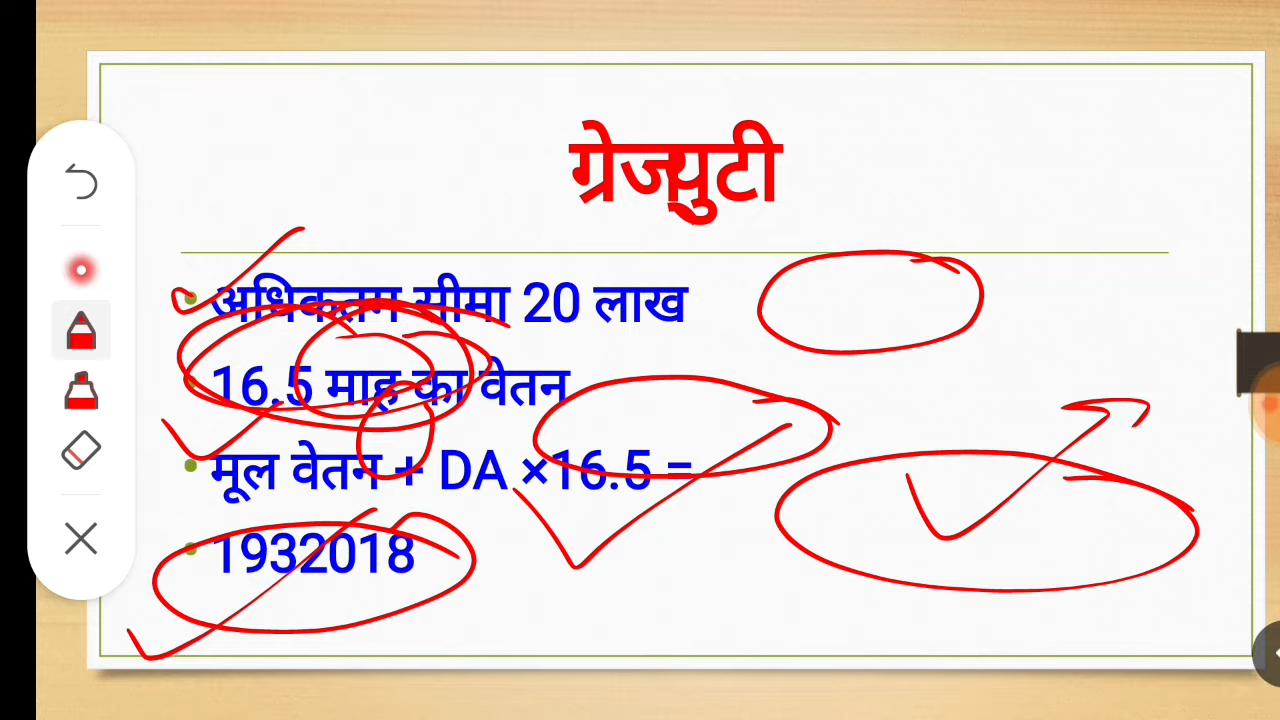 ग्रेज्युटी
अधिकतम सीमा 20 लाख
16.5 माह का वेतन
मूल वेतन + DA ×16.5 =
1932018